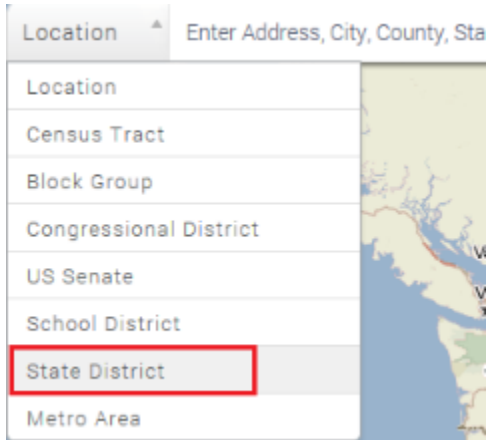 Location Enter Address, City, County, Sta
Location
Census Tract
Block Group
Congressional District
US Senate
School District
State District
Metro Area